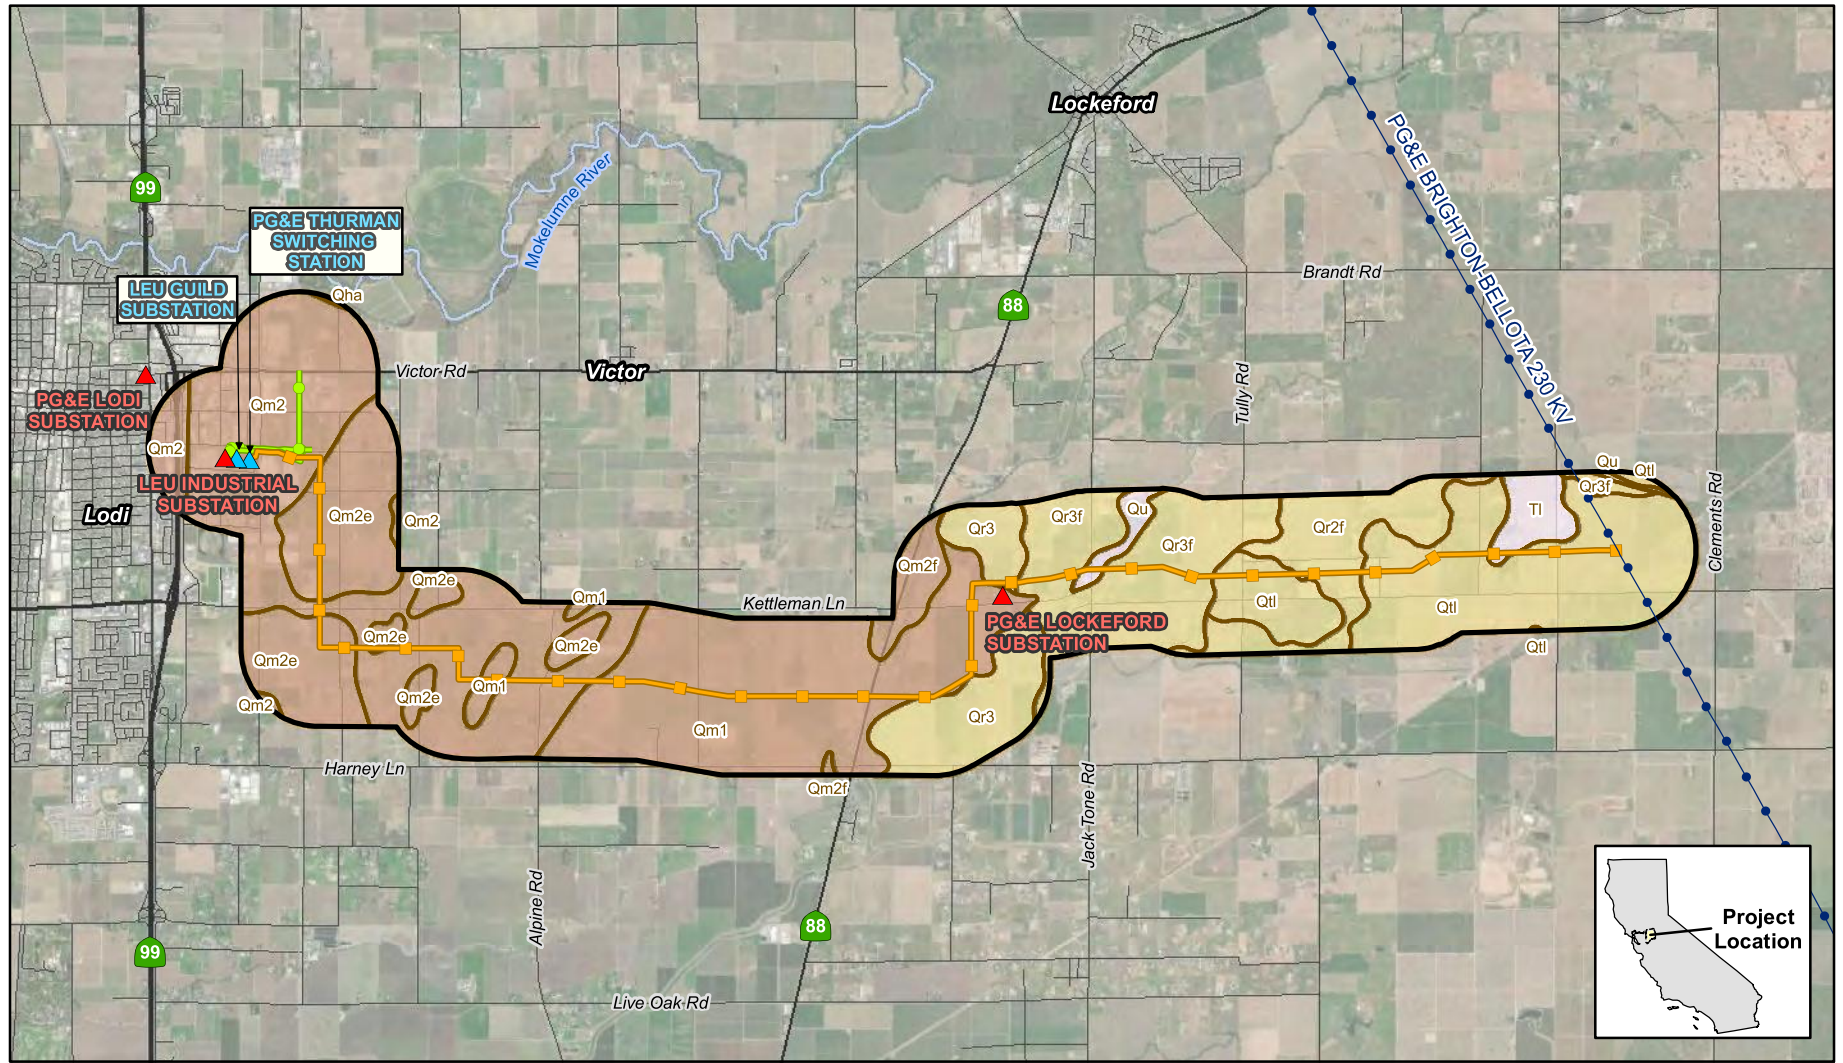 Lockeford
PG&E BRIGHTON-BELLOTA 230 KV
99
Mokelumne River
PG&E THURMAN
SWITCHING
STATION
LEU GUILD
SUBSTATION
Brandt Rd
88
Qha
Victor Rd
Victor
Tully Rd
PG&E LODI
SUBSTATION
Qm2
Qm2
LEU INDUSTRIAL
SUBSTATION
Lodi
Qm2e
Qm2
Qu
Qtl
Qr3f
Clements Rd
Qr3
Qr3f
Qu
Qr3f
Qr2f
Tl
Qm2f
Qm2e
Qm1
Kettleman Ln
Qtl
Qtl
Qtl
PG&E LOCKEFORD
SUBSTATION
Qm2e
Qm2e
Qm2e
Qm2e
Qm1
Qm2
Qm1
Qr3
Harney Ln
Qm2f
Jack Tone Rd
Alpine Rd
88
99
Live Oak Rd
Project
Location